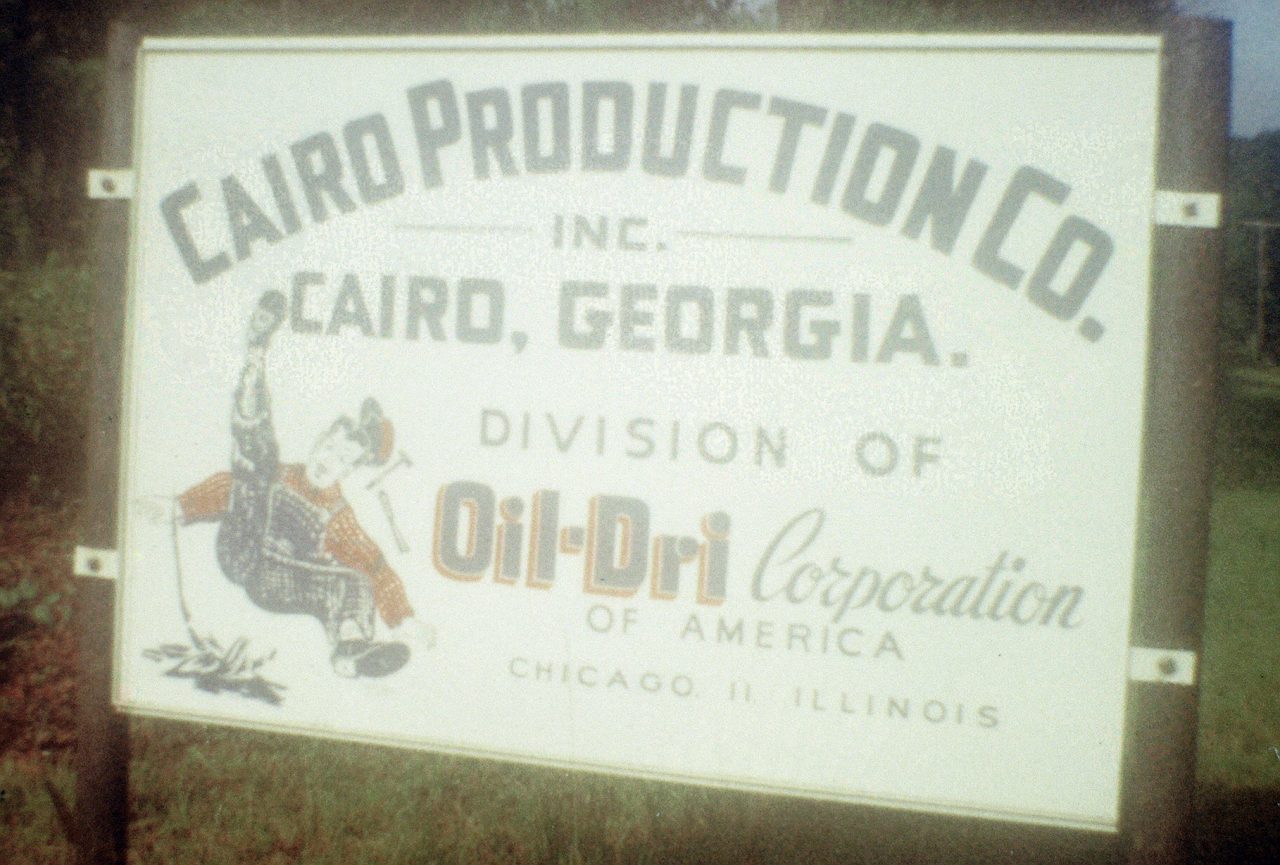 CAIRO PRODUCTION CO.
INC.
CAIRO, GEORGIA.
DIVISION OF
Oil-Dri Corporation
OF AMERICA
CHICAGO 11 ILLINOIS